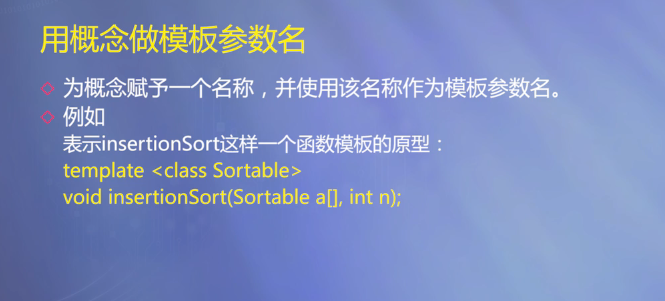 用概念做模板参数名
为概念赋予一个名称，并使用该名称作为模板参数名。
例如
表示insertionSort这样一个函数模板的原型：
template <class Sortable>
void insertionSort(Sortable a[], int n);